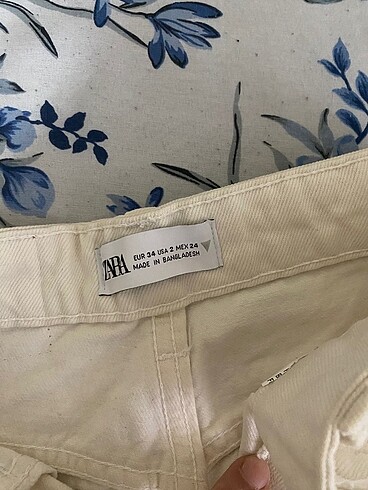 ZARA
EUR 34 USA 2 MEX 24
MADE IN BANGLADESH